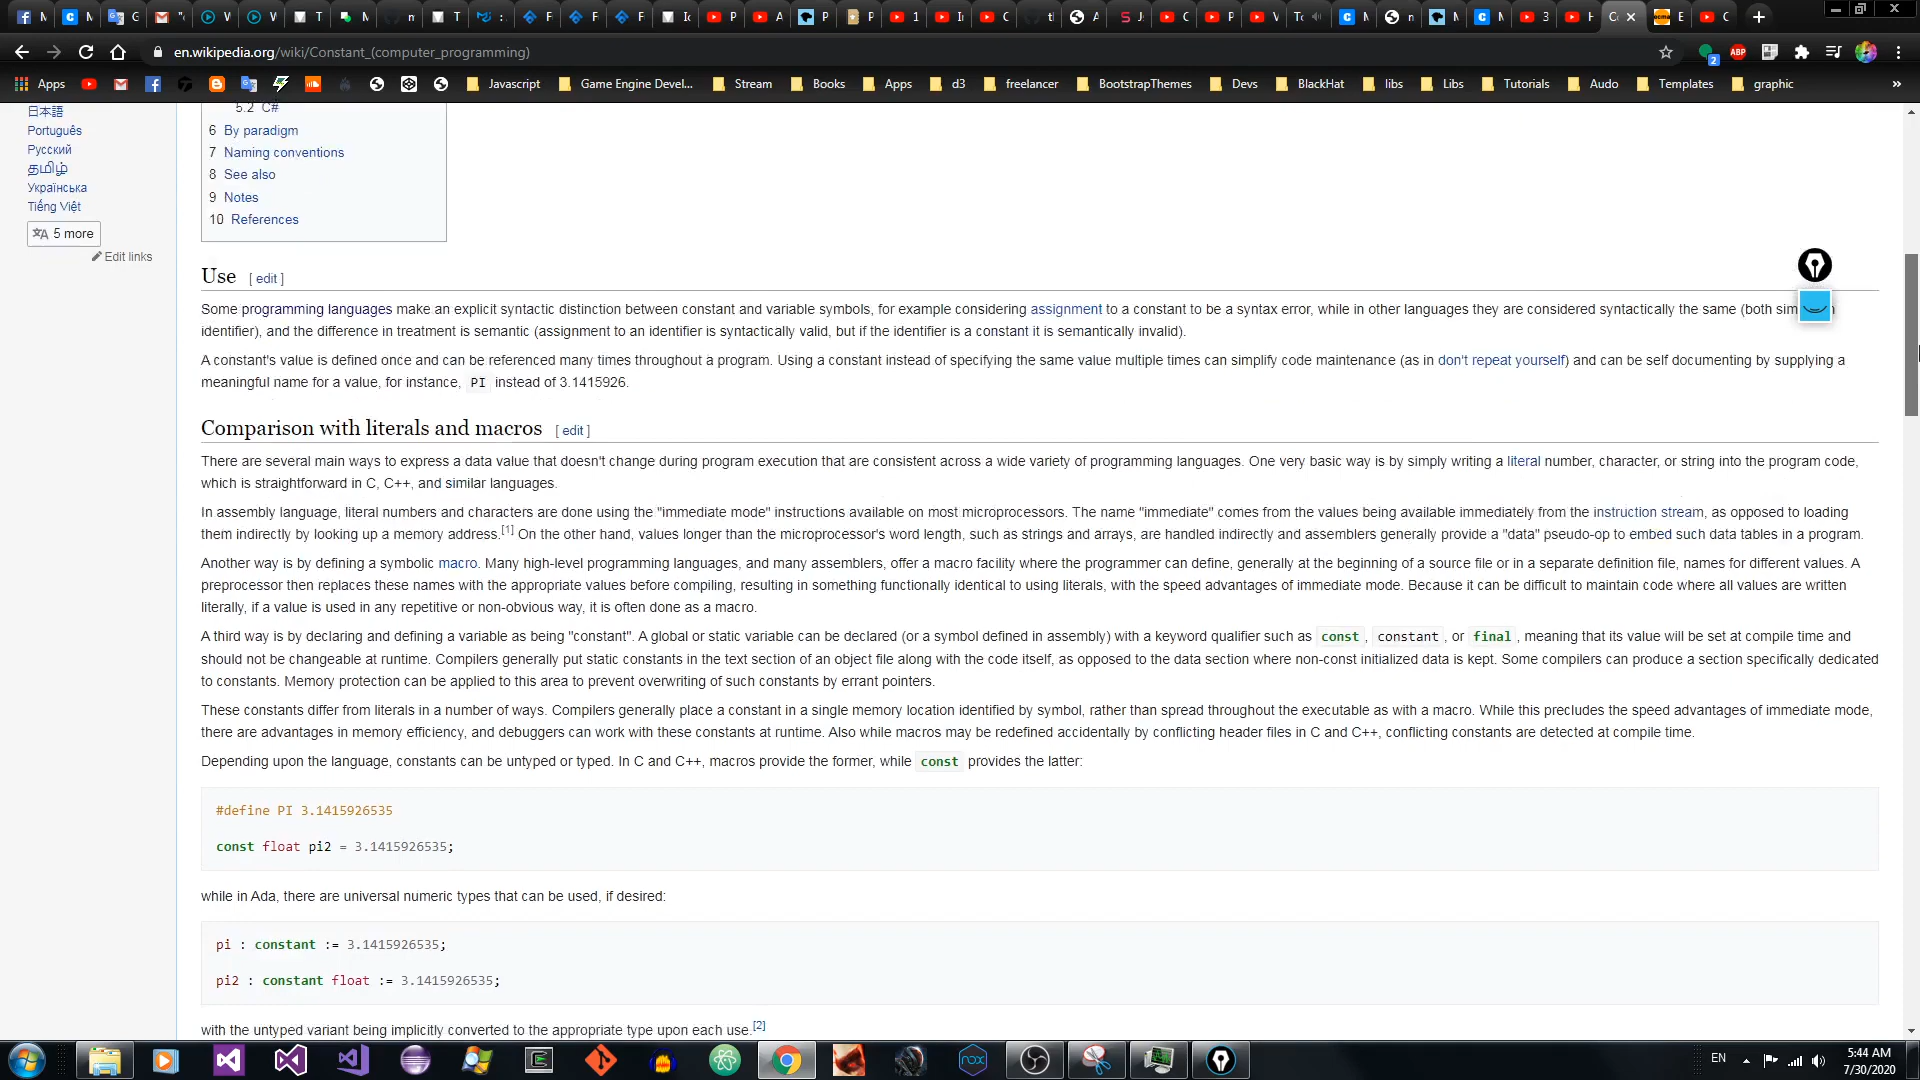 en.wikipedia.org/wiki/Constant_(computer_programming)
Apps Javascript Game Engine Devel... Stream Books Apps d3 freelancer BootstrapThemes Devs BlackHat libs Libs Tutorials Audo Templates graphic »
日本語
Português
Русский
தமிழ்
Українська
Tiếng Việt
5 more
Edit links
5.2 C#
6 By paradigm
7 Naming conventions
8 See also
9 Notes
10 References
Use [ edit ]
Some programming languages make an explicit syntactic distinction between constant and variable symbols, for example considering assignment to a constant to be a syntax error, while in other languages they are considered syntactically the same (both
identifier), and the difference in treatment is semantic (assignment to an identifier is syntactically valid, but if the identifier is a constant it is semantically invalid).
A constant's value is defined once and can be referenced many times throughout a program. Using a constant instead of specifying the same value multiple times can simplify code maintenance (as in don't repeat yourself) and can be self documenting by supplying a
meaningful name for a value, for instance, PI instead of 3.1415926.
Comparison with literals and macros [ edit ]
There are several main ways to express a data value that doesn't change during program execution that are consistent across a wide variety of programming languages. One very basic way is by simply writing a literal number, character, or string into the program code,
which is straightforward in C, C++, and similar languages.
In assembly language, literal numbers and characters are done using the "immediate mode" instructions available on most microprocessors. The name "immediate" comes from the values being available immediately from the instruction stream, as opposed to loading
them indirectly by looking up a memory address.[1] On the other hand, values longer than the microprocessor's word length, such as strings and arrays, are handled indirectly and assemblers generally provide a "data" pseudo-op to embed such data tables in a program.
Another way is by defining a symbolic macro. Many high-level programming languages, and many assemblers, offer a macro facility where the programmer can define, generally at the beginning of a source file or in a separate definition file, names for different values. A
preprocessor then replaces these names with the appropriate values before compiling, resulting in something functionally identical to using literals, with the speed advantages of immediate mode. Because it can be difficult to maintain code where all values are written
literally, if a value is used in any repetitive or non-obvious way, it is often done as a macro.
A third way is by declaring and defining a variable as being "constant". A global or static variable can be declared (or a symbol defined in assembly) with a keyword qualifier such as const, constant, or final, meaning that its value will be set at compile time and
should not be changeable at runtime. Compilers generally put static constants in the text section of an object file along with the code itself, as opposed to the data section where non-const initialized data is kept. Some compilers can produce a section specifically dedicated
to constants. Memory protection can be applied to this area to prevent overwriting of such constants by errant pointers.
These constants differ from literals in a number of ways. Compilers generally place a constant in a single memory location identified by symbol, rather than spread throughout the executable as with a macro. While this precludes the speed advantages of immediate mode,
there are advantages in memory efficiency, and debuggers can work with these constants at runtime. Also while macros may be redefined accidentally by conflicting header files in C and C++, conflicting constants are detected at compile time.
Depending upon the language, constants can be untyped or typed. In C and C++, macros provide the former, while const provides the latter:
#define PI 3.1415926535
const float pi2 = 3.1415926535;
while in Ada, there are universal numeric types that can be used, if desired:
pi : constant := 3.1415926535;
pi2 : constant float := 3.1415926535;
with the untyped variant being implicitly converted to the appropriate type upon each use.[2]
EN
5:44 AM
7/30/2020